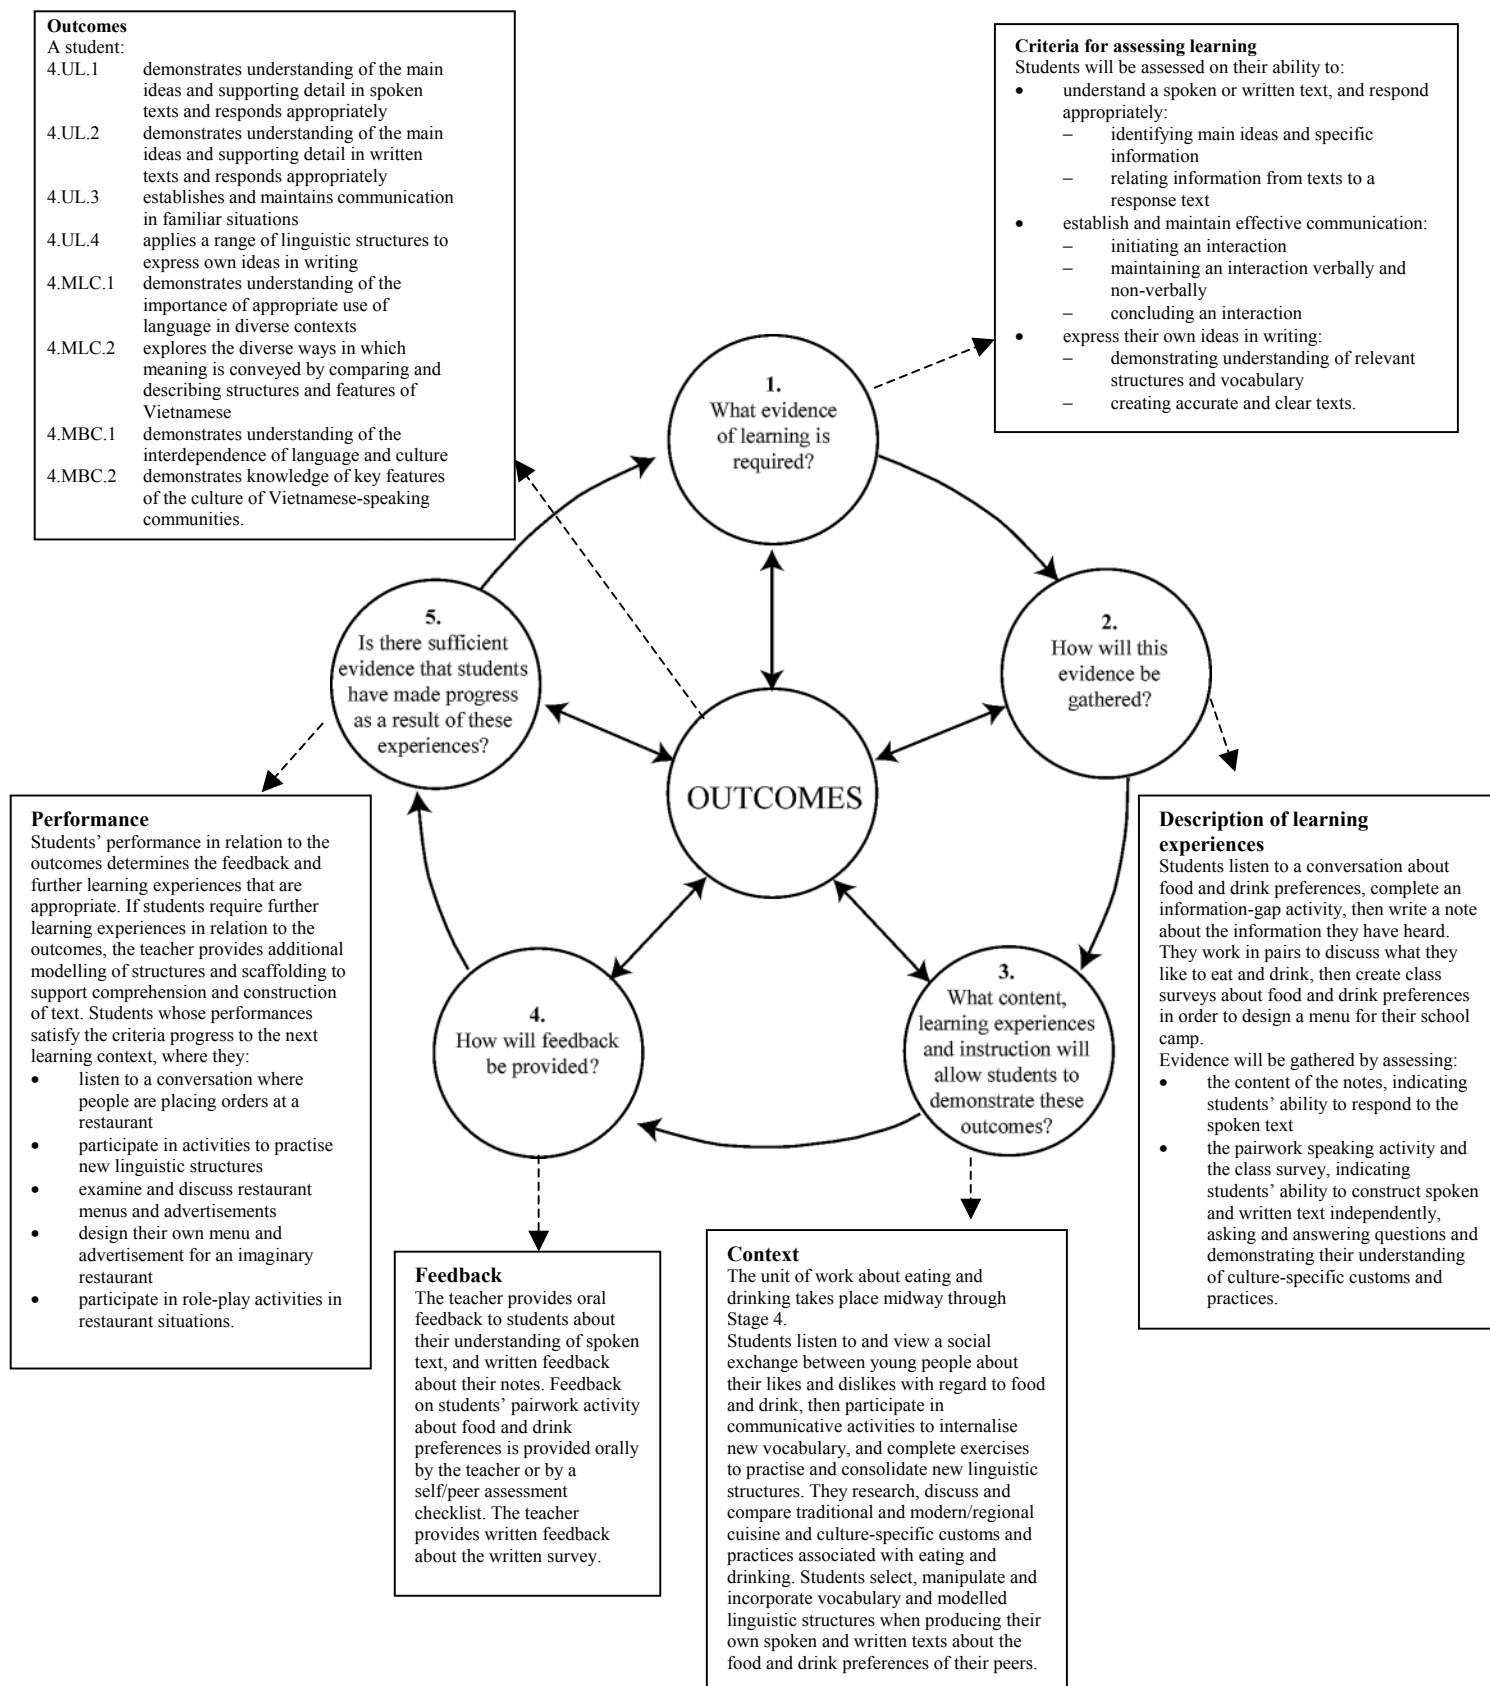 Outcomes
A student:
4.UL.1 demonstrates understanding of the main
ideas and supporting detail in spoken
texts and responds appropriately
4.UL.2 demonstrates understanding of the main
ideas and supporting detail in written
texts and responds appropriately
4.UL.3 establishes and maintains communication
in familiar situations
4.UL.4 applies a range of linguistic structures to
express own ideas in writing
4.MLC.1 demonstrates understanding of the
importance of appropriate use of
language in diverse contexts
4.MLC.2 explores the diverse ways in which
meaning is conveyed by comparing and
describing structures and features of
Vietnamese
4.MBC.1 demonstrates understanding of the
interdependence of language and culture
4.MBC.2 demonstrates knowledge of key features
of the culture of Vietnamese-speaking
communities.
Criteria for assessing learning
Students will be assessed on their ability to:
• understand a spoken or written text, and respond
appropriately:
– identifying main ideas and specific
information
– relating information from texts to a
response text
• establish and maintain effective communication:
– initiating an interaction
– maintaining an interaction verbally and
non-verbally
– concluding an interaction
• express their own ideas in writing:
– demonstrating understanding of relevant
structures and vocabulary
– creating accurate and clear texts.
1.
What evidence
of learning is
required?
2.
How will this
evidence be
gathered?
5.
Is there sufficient
evidence that students
have made progress
as a result of these
experiences?
OUTCOMES
3.
What content,
learning experiences
and instruction will
allow students to
demonstrate these
outcomes?
4.
How will feedback
be provided?
Performance
Students’ performance in relation to the
outcomes determines the feedback and
further learning experiences that are
appropriate. If students require further
learning experiences in relation to the
outcomes, the teacher provides additional
modelling of structures and scaffolding to
support comprehension and construction
of text. Students whose performances
satisfy the criteria progress to the next
learning context, where they:
• listen to a conversation where
people are placing orders at a
restaurant
• participate in activities to practise
new linguistic structures
• examine and discuss restaurant
menus and advertisements
• design their own menu and
advertisement for an imaginary
restaurant
• participate in role-play activities in
restaurant situations.
Description of learning
experiences
Students listen to a conversation about
food and drink preferences, complete an
information-gap activity, then write a note
about the information they have heard.
They work in pairs to discuss what they
like to eat and drink, then create class
surveys about food and drink preferences
in order to design a menu for their school
camp.
Evidence will be gathered by assessing:
• the content of the notes, indicating
students’ ability to respond to the
spoken text
• the pairwork speaking activity and
the class survey, indicating
students’ ability to construct spoken
and written text independently,
asking and answering questions and
demonstrating their understanding
of culture-specific customs and
practices.
Feedback
The teacher provides oral
feedback to students about
their understanding of spoken
text, and written feedback
about their notes. Feedback
on students’ pairwork activity
about food and drink
preferences is provided orally
by the teacher or by a
self/peer assessment
checklist. The teacher
provides written feedback
about the written survey.
Context
The unit of work about eating and
drinking takes place midway through
Stage 4.
Students listen to and view a social
exchange between young people about
their likes and dislikes with regard to food
and drink, then participate in
communicative activities to internalise
new vocabulary, and complete exercises
to practise and consolidate new linguistic
structures. They research, discuss and
compare traditional and modern/regional
cuisine and culture-specific customs and
practices associated with eating and
drinking. Students select, manipulate and
incorporate vocabulary and modelled
linguistic structures when producing their
own spoken and written texts about the
food and drink preferences of their peers.